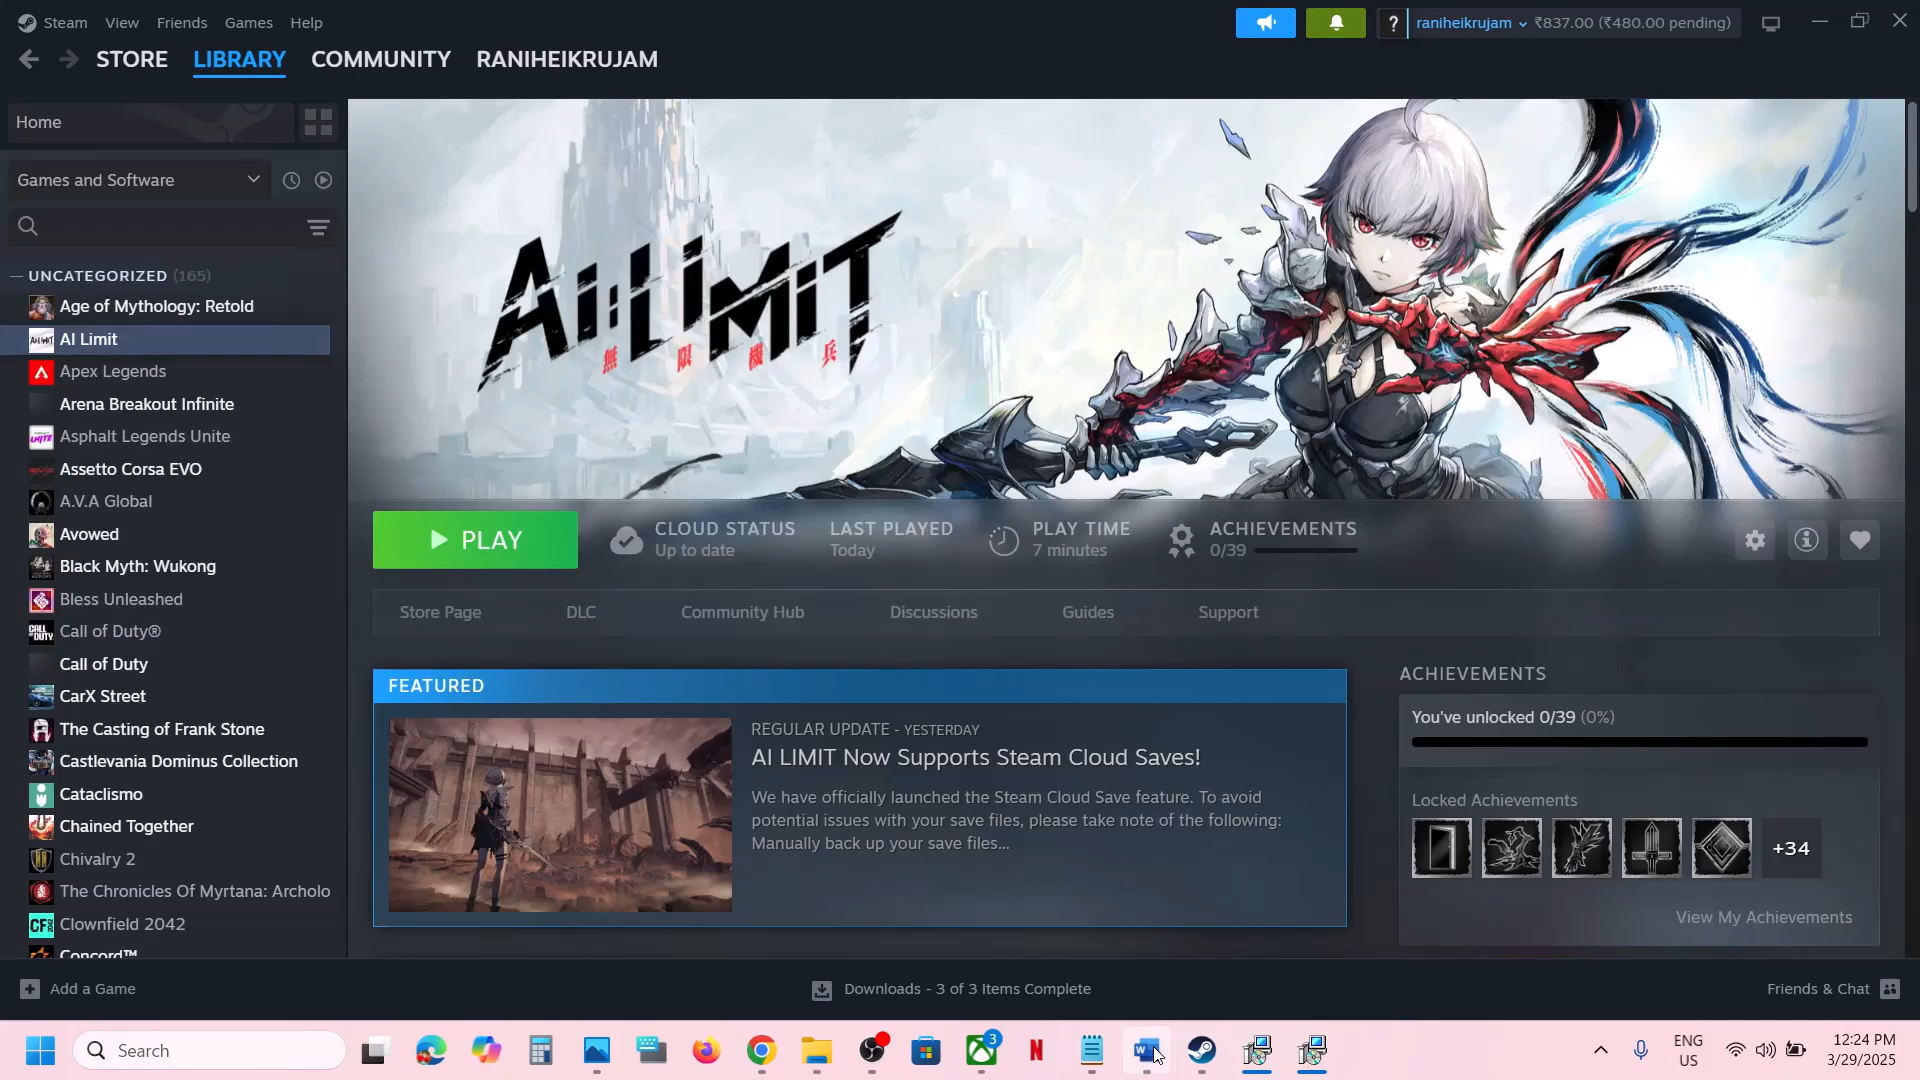 Steam View Friends Games Help
? raniheikrujam ₹837.00 (₹480.00 pending)
STORE LIBRARY COMMUNITY RANIHEIKRUJAM
Home
Games and Software
UNCATEGORIZED (165)
Age of Mythology: Retold
AI Limit
Apex Legends
Arena Breakout Infinite
Asphalt Legends Unite
Assetto Corsa EVO
A.V.A Global
Avowed
Black Myth: Wukong
Bless Unleashed
Call of Duty®
Call of Duty
CarX Street
The Casting of Frank Stone
Castlevania Dominus Collection
Cataclismo
Chained Together
Chivalry 2
The Chronicles Of Myrtana: Archolo
Clownfield 2042
Concord™
AI:LIMIT
無限機兵
PLAY
CLOUD STATUS
Up to date
LAST PLAYED
Today
PLAY TIME
7 minutes
ACHIEVEMENTS
0/39
Store Page DLC Community Hub Discussions Guides Support
FEATURED
REGULAR UPDATE - YESTERDAY
AI LIMIT Now Supports Steam Cloud Saves!
We have officially launched the Steam Cloud Save feature. To avoid
potential issues with your save files, please take note of the following:
Manually back up your save files...
ACHIEVEMENTS
You've unlocked 0/39 (0%)
Locked Achievements
+34
View My Achievements
Add a Game
Downloads - 3 of 3 Items Complete
Friends & Chat
Search
3
ENG
US
12:24 PM
3/29/2025